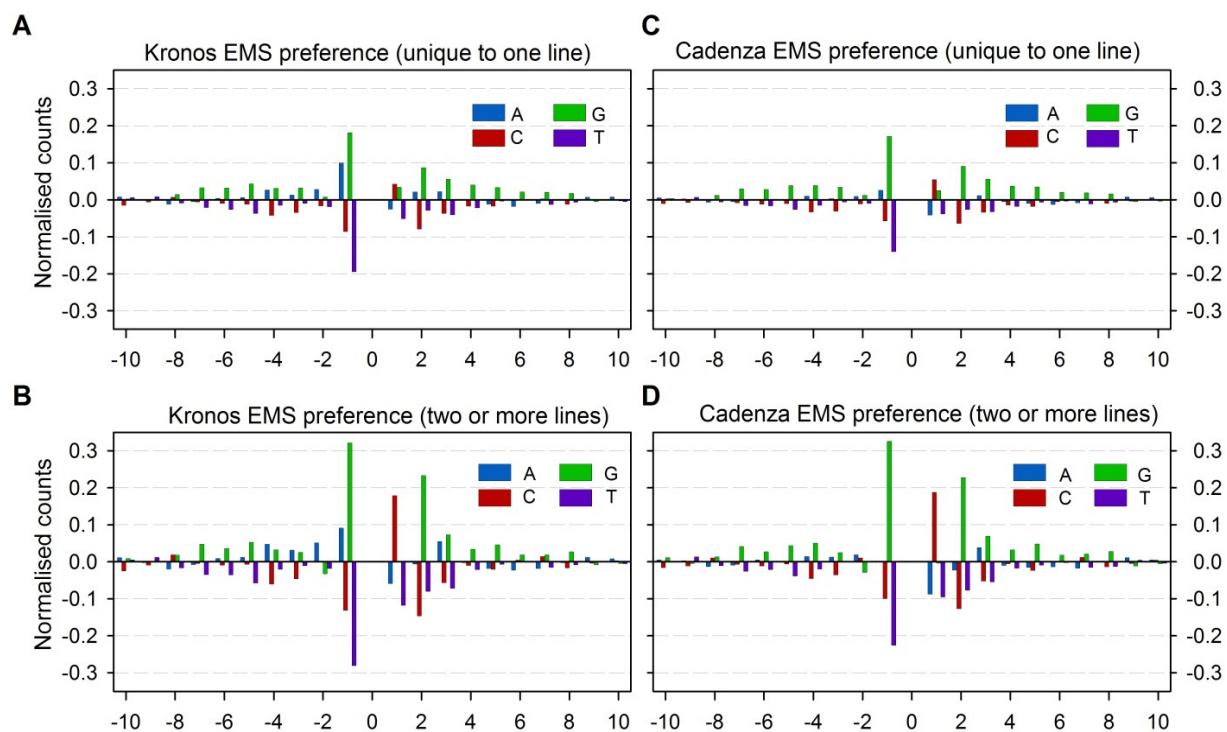 A
Kronos EMS preference (unique to one line)
Normalised counts
0.3
0.2
0.1
0.0
-0.1
-0.2
-0.3
A G
C T
-10 -8 -6 -4 -2 0 2 4 6 8 10
C
Cadenza EMS preference (unique to one line)
A G
C T
0.3
0.2
0.1
0.0
-0.1
-0.2
-0.3
-10 -8 -6 -4 -2 0 2 4 6 8 10
B
Kronos EMS preference (two or more lines)
Normalised counts
0.3
0.2
0.1
0.0
-0.1
-0.2
-0.3
A G
C T
-10 -8 -6 -4 -2 0 2 4 6 8 10
D
Cadenza EMS preference (two or more lines)
A G
C T
0.3
0.2
0.1
0.0
-0.1
-0.2
-0.3
-10 -8 -6 -4 -2 0 2 4 6 8 10